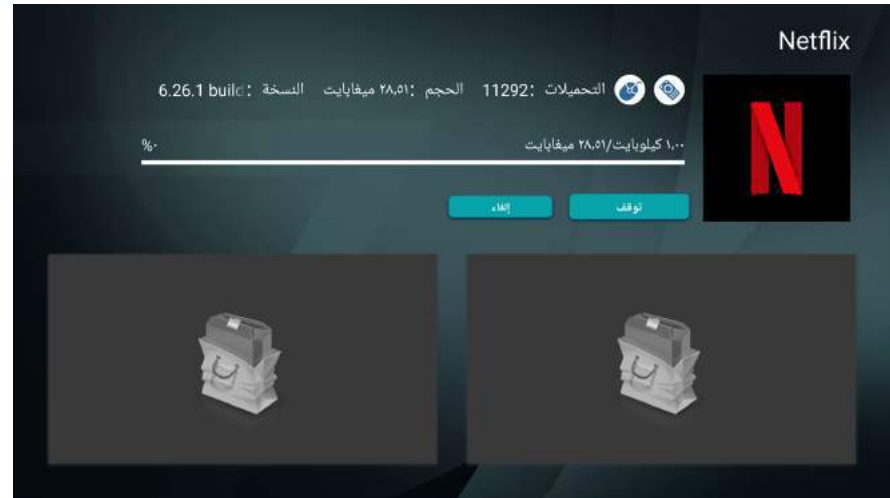 Netflix
التحميلات :11292 الحجم :٢٨,٥١ ميغابايت النسخة :6.26.1 build
١,٠٠ كيلوبايت/٢٨,٥١ ميغابايت ٠%
توقف إلغاء